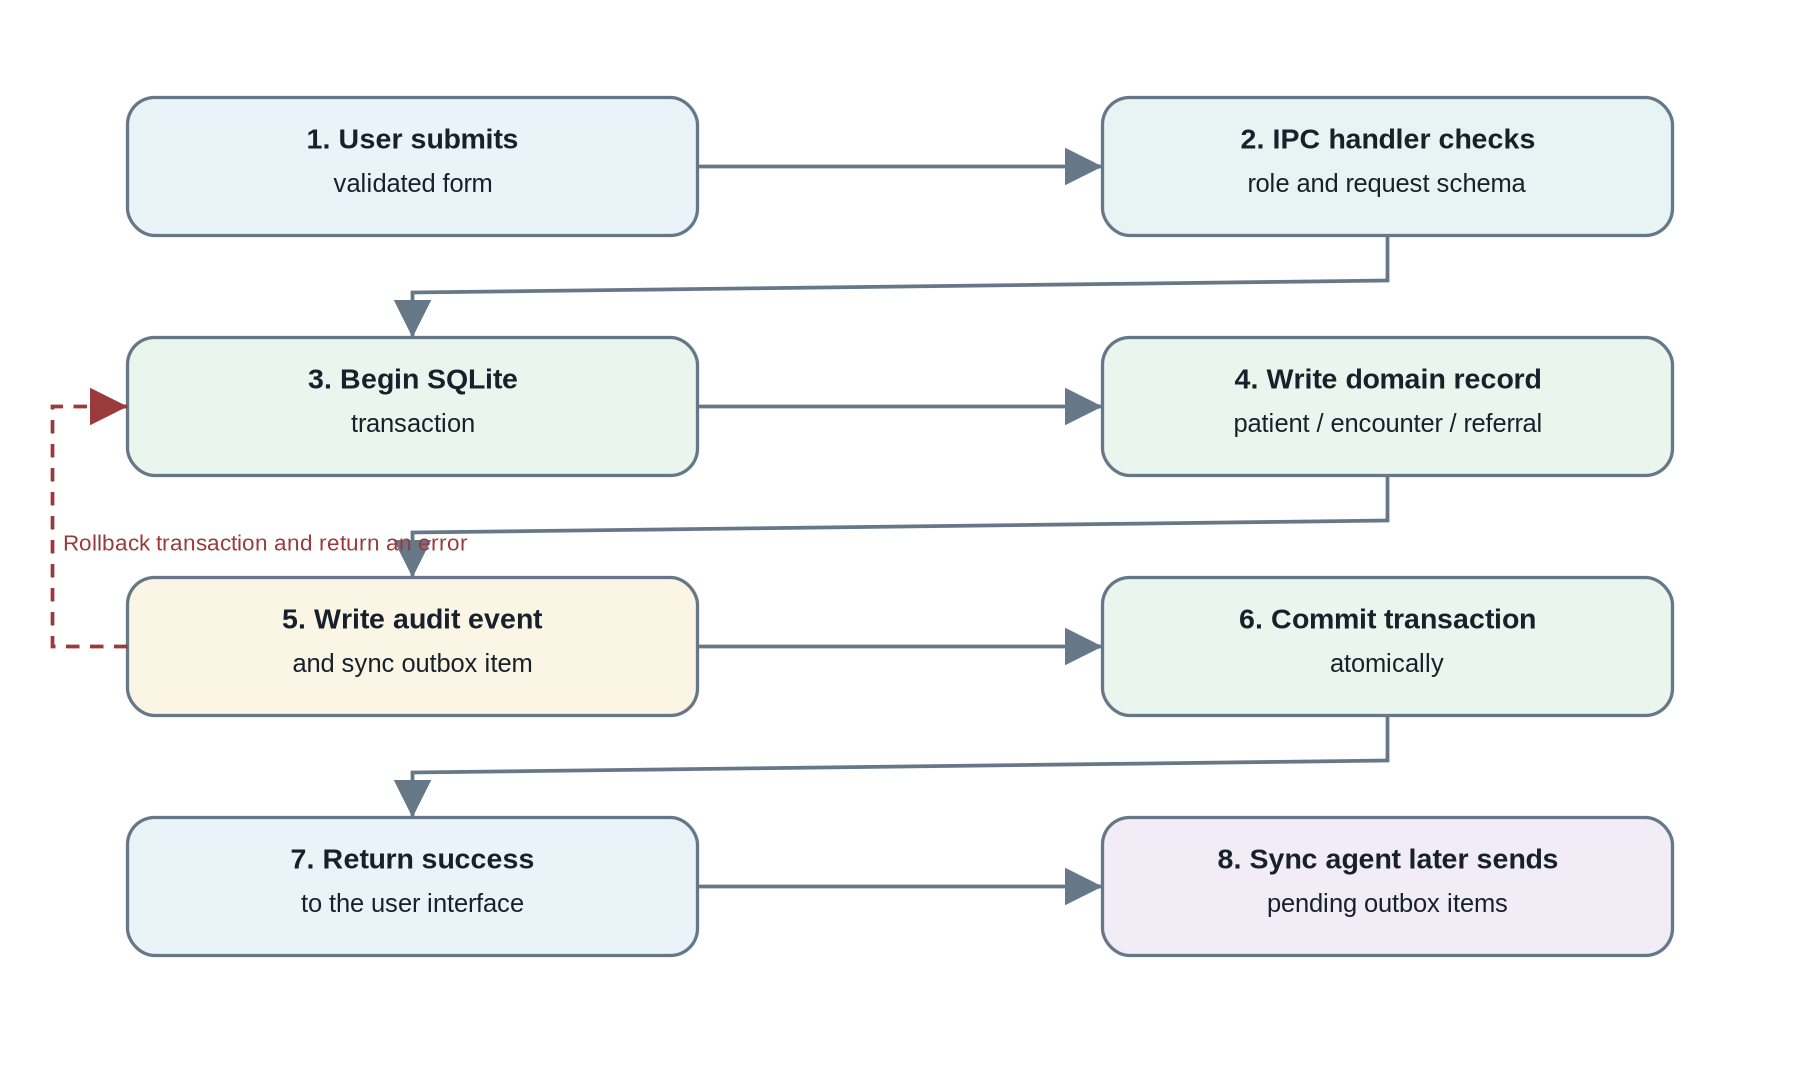 1. User submits
validated form
2. IPC handler checks
role and request schema
3. Begin SQLite
transaction
4. Write domain record
patient / encounter / referral
Rollback transaction and return an error
5. Write audit event
and sync outbox item
6. Commit transaction
atomically
7. Return success
to the user interface
8. Sync agent later sends
pending outbox items